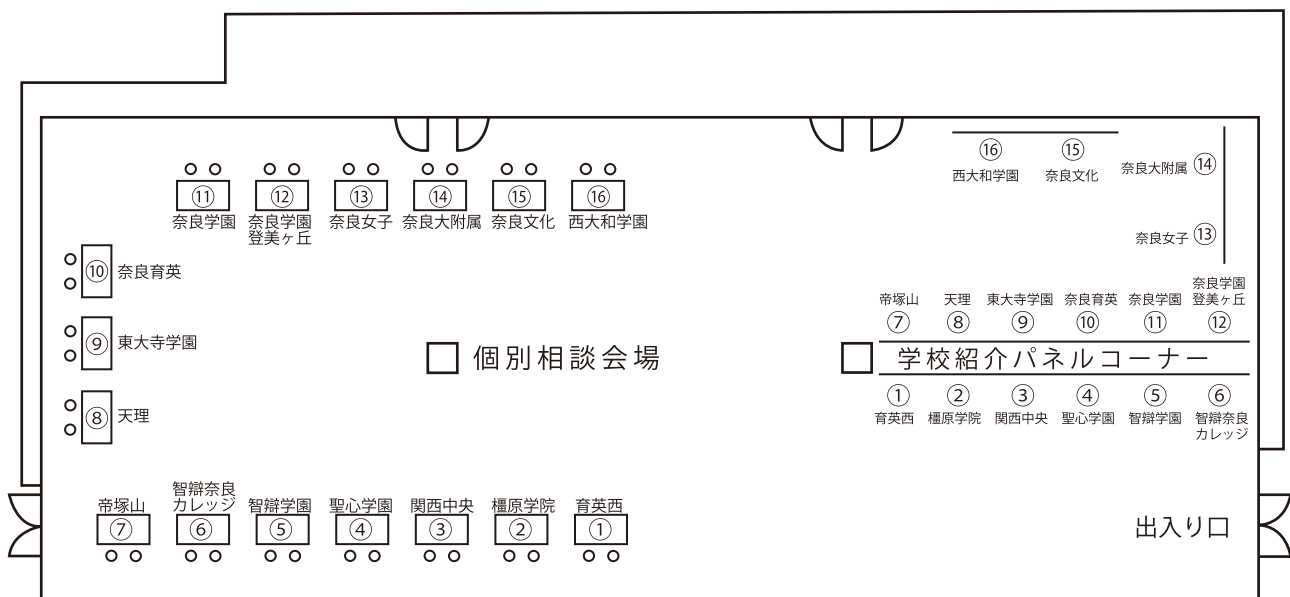 ⑯
西大和学園
⑮
奈良文化
奈良大附属
⑭
奈良女子
⑬
⑪
奈良学園
⑫
奈良学園
登美ヶ丘
⑬
奈良女子
⑭
奈良大附属
⑮
奈良文化
⑯
西大和学園
⑩
奈良育英
⑨
東大寺学園
⑧
天理
個別相談会場
帝塚山
⑦
天理
⑧
東大寺学園
⑨
奈良育英
⑩
奈良学園
⑪
奈良学園
登美ヶ丘
⑫
学校紹介パネルコーナー
①
育英西
②
橿原学院
③
関西中央
④
聖心学園
⑤
智辯学園
⑥
智辯奈良
カレッジ
帝塚山
⑦
智辯奈良
カレッジ
⑥
智辯学園
⑤
聖心学園
④
関西中央
③
橿原学院
②
育英西
①
出入り口